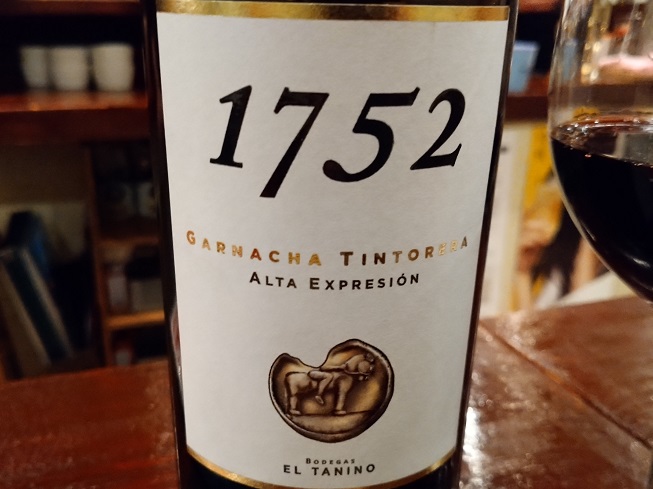 1752
GARNACHA TINTORERA
ALTA EXPRESIÓN
BODEGAS
EL TANINO